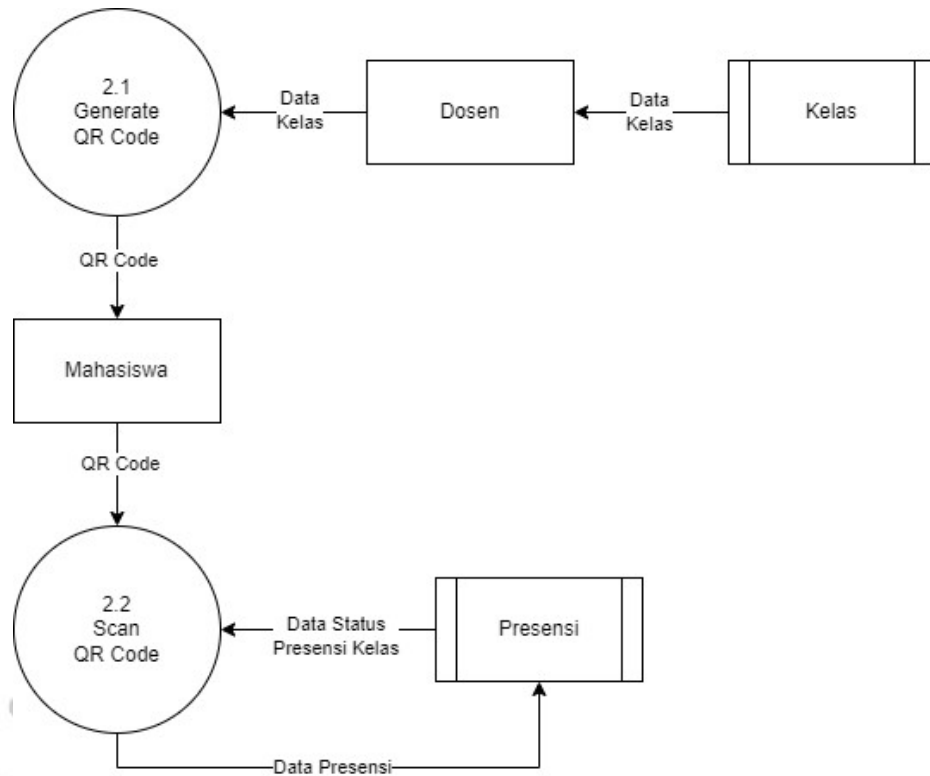 2.1
Generate
QR Code
Data
Kelas
Dosen
Data
Kelas
Kelas
QR Code
Mahasiswa
QR Code
2.2
Scan
QR Code
Data Status
Presensi Kelas
Presensi
Data Presensi